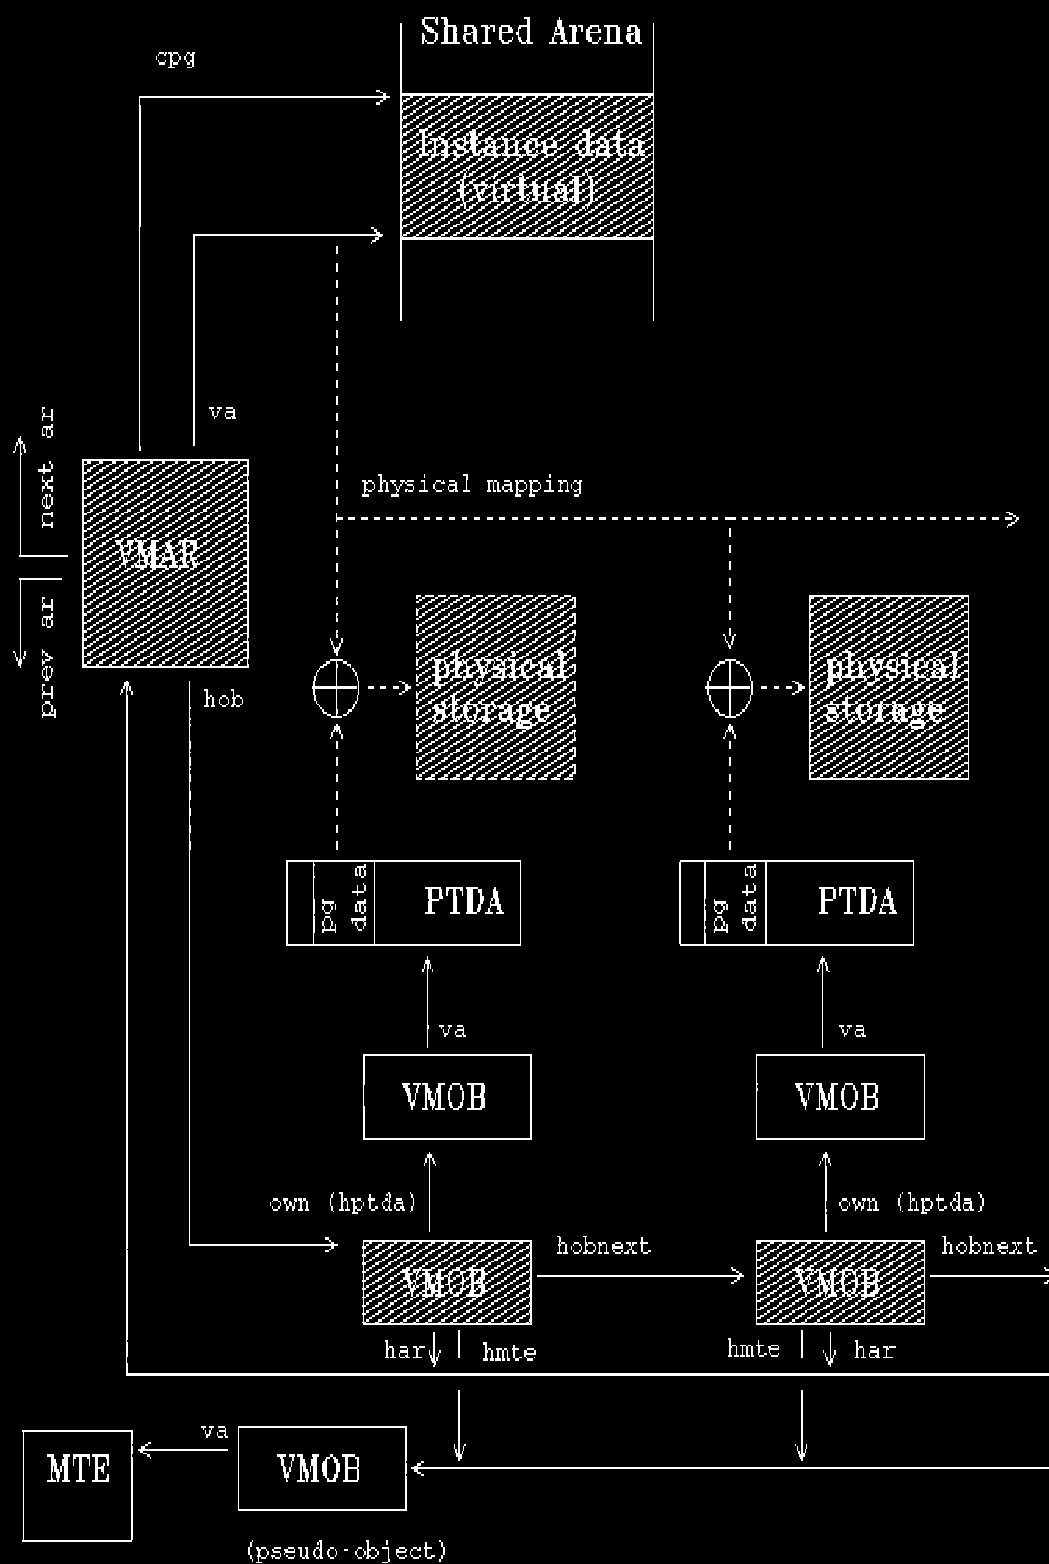 Shared Arena
cpg
Instance data
(virtual)
va
next ar
physical mapping
VMAR
prev ar
hob
physical
storage
physical
storage
pg
data
PTDA
pg
data
PTDA
va
va
VMOB
VMOB
own (hptda)
own (hptda)
hobnext
hobnext
VMOB
VMOB
har
hmte
hmte
har
va
MTE
VMOB
(pseudo-object)